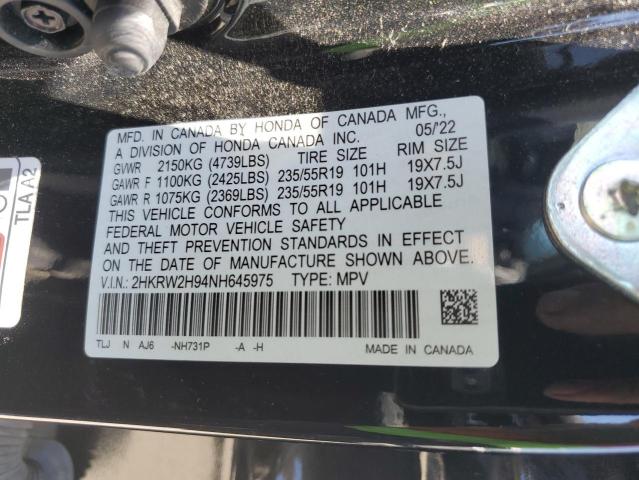 MFD. IN CANADA BY HONDA OF CANADA MFG.,
A DIVISION OF HONDA CANADA INC. 05/'22
GVWR 2150KG (4739LBS) TIRE SIZE RIM SIZE
GAWR F 1100KG (2425LBS) 235/55R19 101H 19X7.5J
GAWR R 1075KG (2369LBS) 235/55R19 101H 19X7.5J
THIS VEHICLE CONFORMS TO ALL APPLICABLE
FEDERAL MOTOR VEHICLE SAFETY
AND THEFT PREVENTION STANDARDS IN EFFECT
ON THE DATE OF MANUFACTURE SHOWN ABOVE.
V.I.N.: 2HKRW2H94NH645975 TYPE: MPV
TLJ N AJ6 -NH731P -A -H MADE IN CANADA
TLA A2